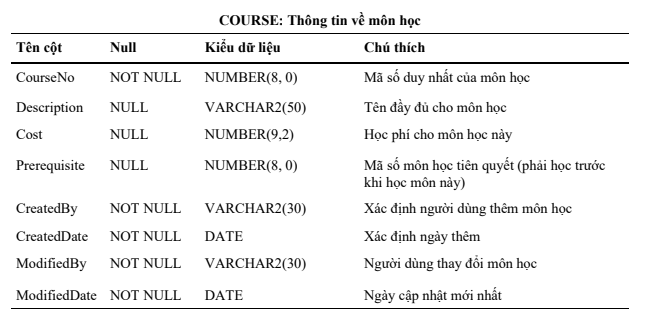 COURSE: Thông tin về môn học
Tên cột Null Kiểu dữ liệu Chú thích
CourseNo NOT NULL NUMBER(8, 0) Mã số duy nhất của môn học
Description NULL VARCHAR2(50) Tên đầy đủ cho môn học
Cost NULL NUMBER(9,2) Học phí cho môn học này
Prerequisite NULL NUMBER(8, 0) Mã số môn học tiên quyết (phải học trước
khi học môn này)
CreatedBy NOT NULL VARCHAR2(30) Xác định người dùng thêm môn học
CreatedDate NOT NULL DATE Xác định ngày thêm
ModifiedBy NOT NULL VARCHAR2(30) Người dùng thay đổi môn học
ModifiedDate NOT NULL DATE Ngày cập nhật mới nhất